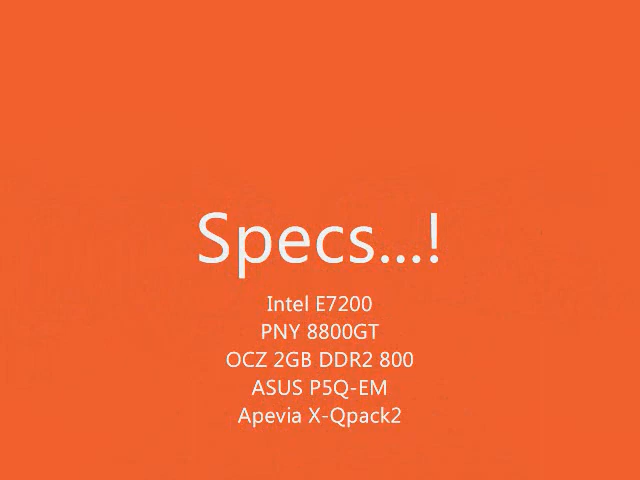 Specs...!
Intel E7200
PNY 8800GT
OCZ 2GB DDR2 800
ASUS P5Q-EM
Apevia X-Qpack2